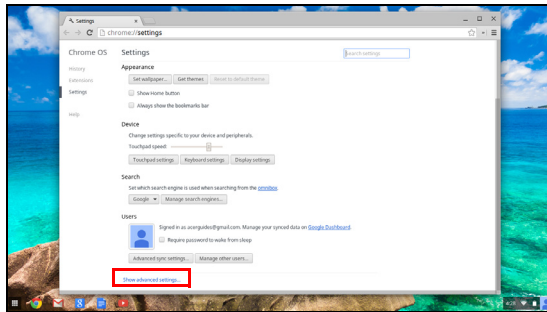 Settings
chrome://settings
Chrome OS
Settings
Search settings
History
Extensions
Settings
Help
Appearance
Set wallpaper... Get themes Reset to default theme
Show Home button
Always show the bookmarks bar
Device
Change settings specific to your device and peripherals.
Touchpad speed:
Touchpad settings Keyboard settings Display settings
Search
Set which search engine is used when searching from the omnibox.
Google Manage search engines...
Users
Signed in as acerguides@gmail.com. Manage your synced data on Google Dashboard.
Require password to wake from sleep
Advanced sync settings... Manage other users...
Show advanced settings...
8